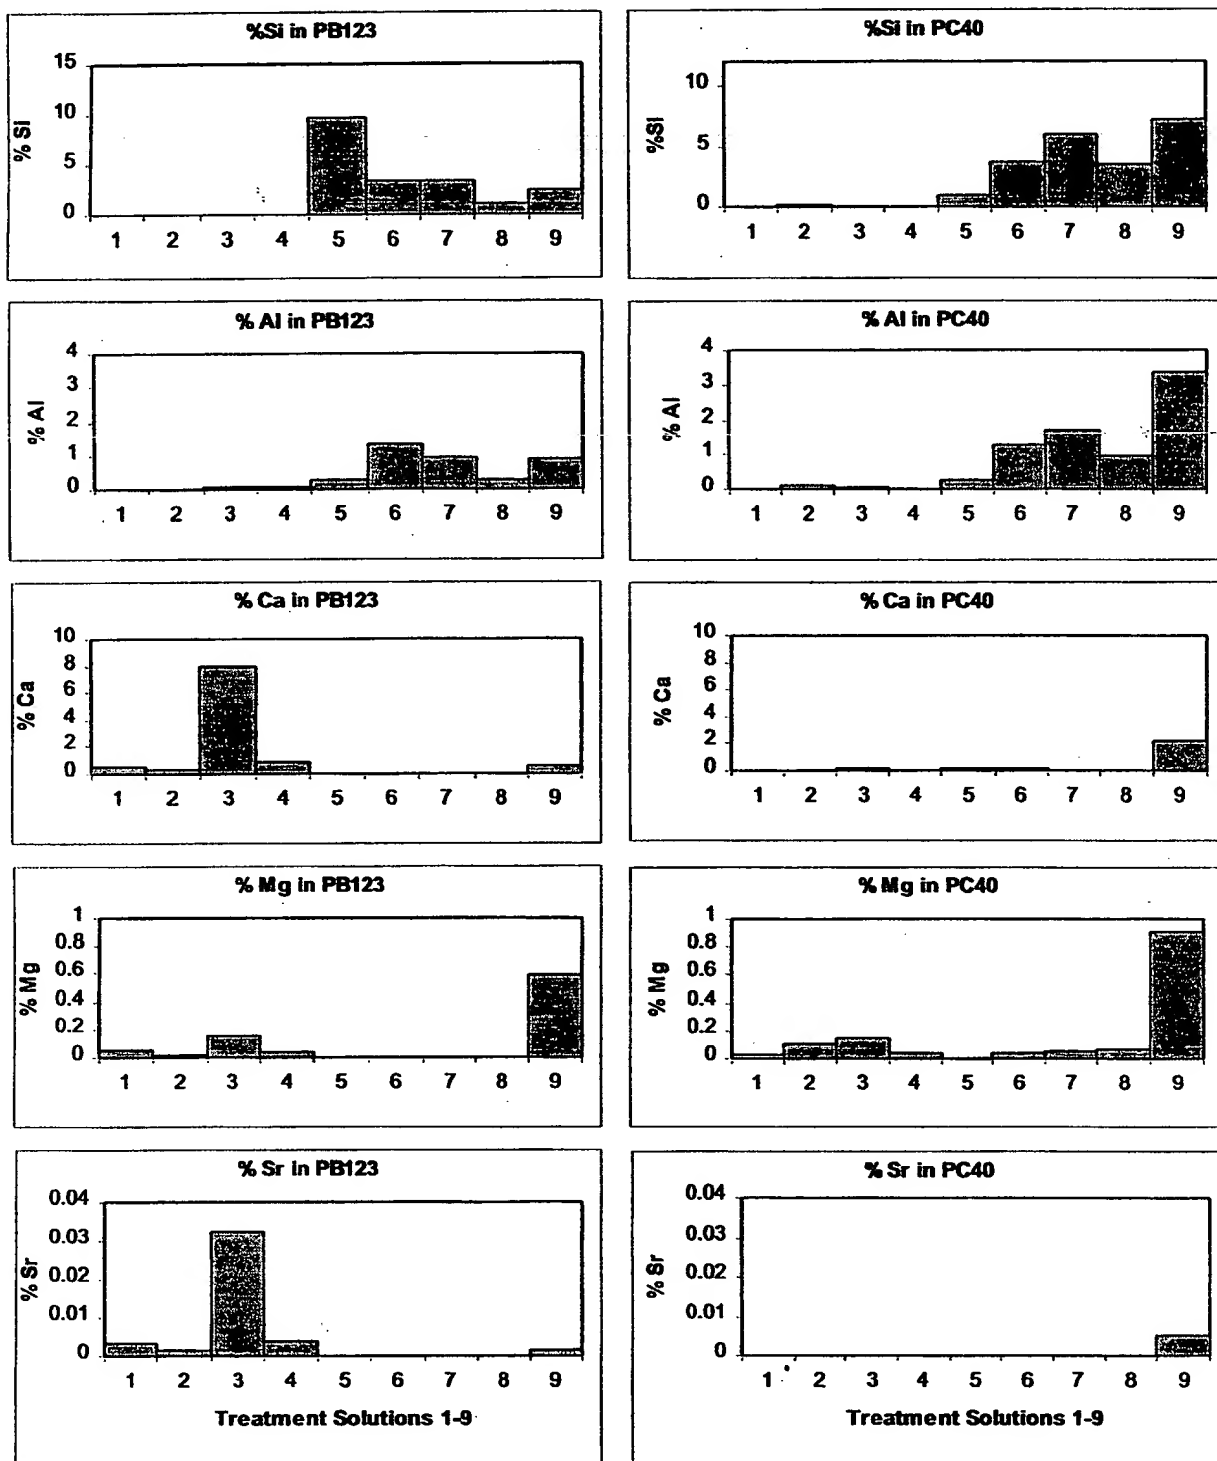 %Si in PB123
15
10
5
0
% Si
1 2 3 4 5 6 7 8 9
%Si in PC40
10
5
0
%Si
1 2 3 4 5 6 7 8 9
% Al in PB123
4
3
2
1
0
% Al
1 2 3 4 5 6 7 8 9
% Al in PC40
4
3
2
1
0
% Al
1 2 3 4 5 6 7 8 9
% Ca in PB123
10
8
6
4
2
0
% Ca
1 2 3 4 5 6 7 8 9
% Ca in PC40
10
8
6
4
2
0
% Ca
1 2 3 4 5 6 7 8 9
% Mg in PB123
1
0.8
0.6
0.4
0.2
0
% Mg
1 2 3 4 5 6 7 8 9
% Mg in PC40
1
0.8
0.6
0.4
0.2
0
% Mg
1 2 3 4 5 6 7 8 9
% Sr in PB123
0.04
0.03
0.02
0.01
0
% Sr
1 2 3 4 5 6 7 8 9
Treatment Solutions 1-9
% Sr in PC40
0.04
0.03
0.02
0.01
0
% Sr
1 2 3 4 5 6 7 8 9
Treatment Solutions 1-9